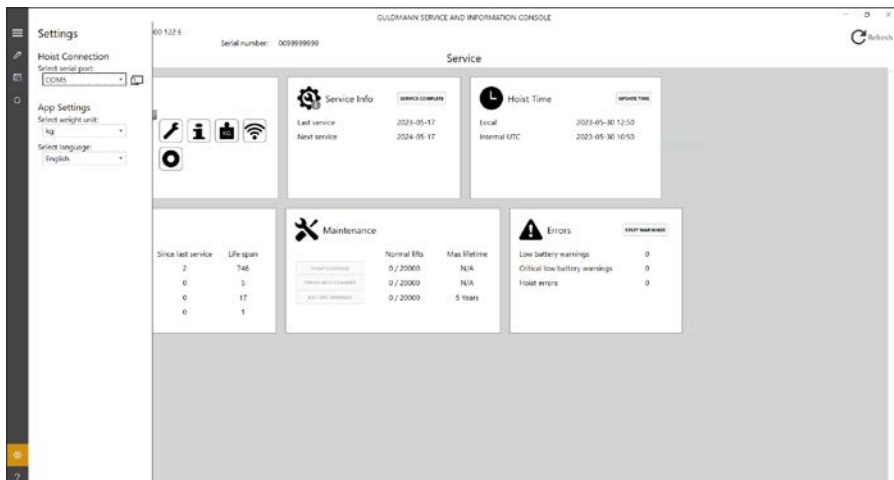 GULDMANN SERVICE AND INFORMATION CONSOLE
Settings
Serial number: 0099999999
Refresh
Service
Hoist Connection
Select serial port:
COM5
App Settings
Select weight unit:
kg
Select language:
English
KG
Service Info
SERVICE COMPLETE
Last service 2023-05-17
Next service 2024-05-17
Hoist Time
UPDATE TIME
Local 2023-05-30 12:50
Internal UTC 2023-05-30 10:50
Since last service Life span
2 746
0 5
0 17
0 1
Maintenance
Normal lifts Max lifetime
0 / 20000 N/A
0 / 20000 N/A
0 / 20000 5 Years
Errors
RESET WARNINGS
Low battery warnings 0
Critical low battery warnings 0
Hoist errors 0
?